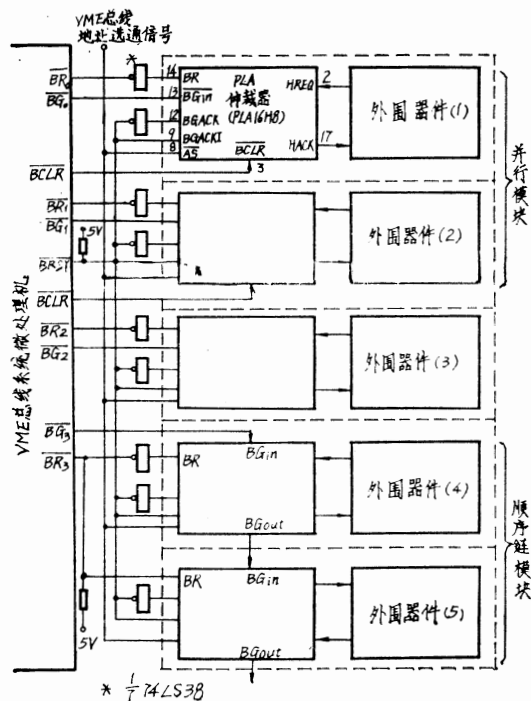 VME总线
地址选通信号
*
BR₀
BG₀
BCLR
BR1
BG1
5V
BRSY
BCLR
BR2
BG2
BG3
BR3
5V
VME总线系统微处理机
14
BR
PLA
HREQ
2
13
BGin
仲裁器
12
BGACK
(PLA16H8)
9
BGACKI
HACK
17
8
AS
BCLR
3
外围器件(1)
外围器件(2)
外围器件(3)
BGin
BR
BGout
外围器件(4)
BR
BGin
BGout
外围器件(5)
并行模块
顺序链模块
* 1/7 74LS38